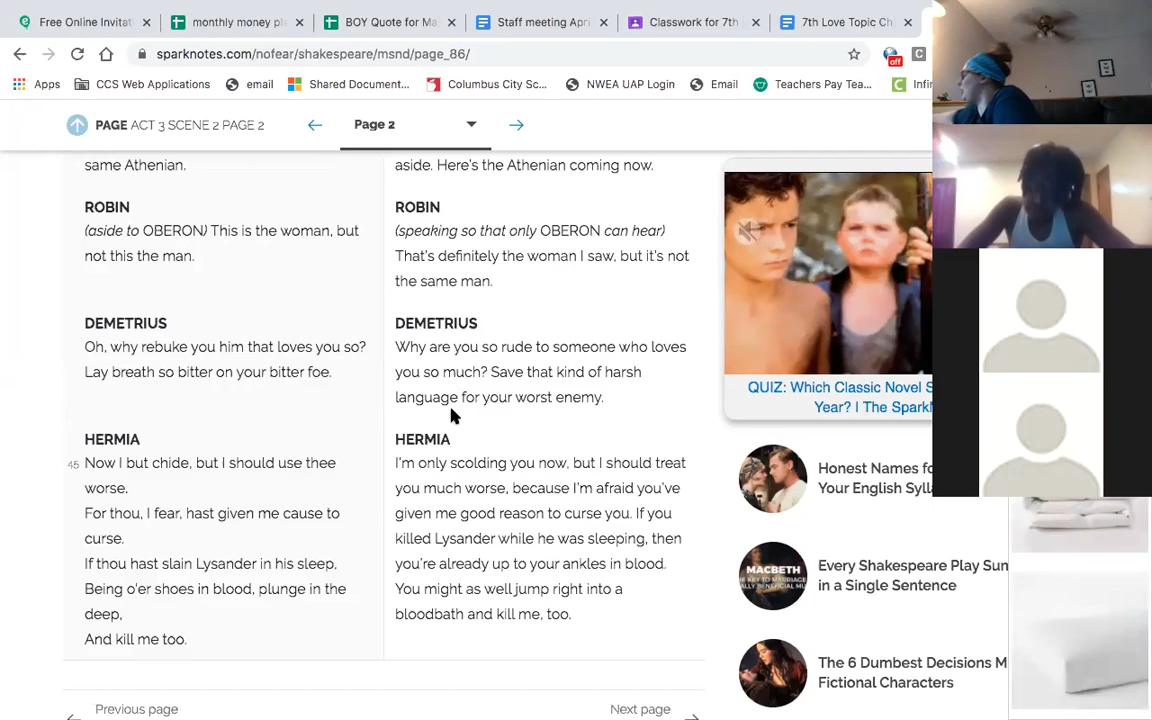 Free Online Invitati
monthly money pl
BOY Quote for Ma
Staff meeting Apri
Classwork for 7th
7th Love Topic Ch
sparknotes.com/nofear/shakespeare/msnd/page_86/
off
Apps
CCS Web Applications
email
Shared Document...
Columbus City Sc...
NWEA UAP Login
Email
Teachers Pay Tea...
Infin
PAGE ACT 3 SCENE 2 PAGE 2
Page 2
same Athenian.
ROBIN
(aside to OBERON) This is the woman, but
not this the man.
DEMETRIUS
Oh, why rebuke you him that loves you so?
Lay breath so bitter on your bitter foe.
HERMIA
45 Now I but chide, but I should use thee
worse.
For thou, I fear, hast given me cause to
curse.
If thou hast slain Lysander in his sleep,
Being o'er shoes in blood, plunge in the
deep,
And kill me too.
aside. Here's the Athenian coming now.
ROBIN
(speaking so that only OBERON can hear)
That's definitely the woman I saw, but it's not
the same man.
DEMETRIUS
Why are you so rude to someone who loves
you so much? Save that kind of harsh
language for your worst enemy.
HERMIA
I'm only scolding you now, but I should treat
you much worse, because I'm afraid you've
given me good reason to curse you. If you
killed Lysander while he was sleeping, then
you're already up to your ankles in blood.
You might as well jump right into a
bloodbath and kill me, too.
Previous page
Next page
QUIZ: Which Classic Novel S
Year? | The SparkN
Honest Names fo
Your English Sylla
MACBETH
Every Shakespeare Play Sum
in a Single Sentence
The 6 Dumbest Decisions M
Fictional Characters